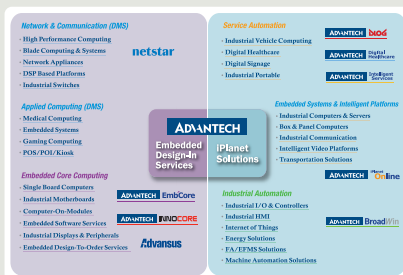 Network & Communication (DMS)
· High Performance Computing
· Blade Computing & Systems
· Network Appliances
· DSP Based Platforms
· Industrial Switches
netstar
Applied Computing (DMS)
· Medical Computing
· Embedded Systems
· Gaming Computing
· POS/POI/Kiosk
Embedded Core Computing
· Single Board Computers
· Industrial Motherboards
· Computer-On-Modules
· Embedded Software Services
· Industrial Displays & Peripherals
· Embedded Design-To-Order Services
ADVANTECH EmbCore
ADVANTECH INNOCORE
Advansus
ADVANTECH
Embedded
Design-In
Services
iPlanet
Solutions
Service Automation
· Industrial Vehicle Computing
· Digital Healthcare
· Digital Signage
· Industrial Portable
ADVANTECH
ADVANTECH Digital Healthcare
ADVANTECH Intelligent Services
Embedded Systems & Intelligent Platforms
· Industrial Computers & Servers
· Box & Panel Computers
· Industrial Communication
· Intelligent Video Platforms
· Transportation Solutions
ADVANTECH iPlanet Online
Industrial Automation
· Industrial I/O & Controllers
· Industrial HMI
· Internet of Things
· Energy Solutions
· FA/EFMS Solutions
· Machine Automation Solutions
ADVANTECH BroadWin